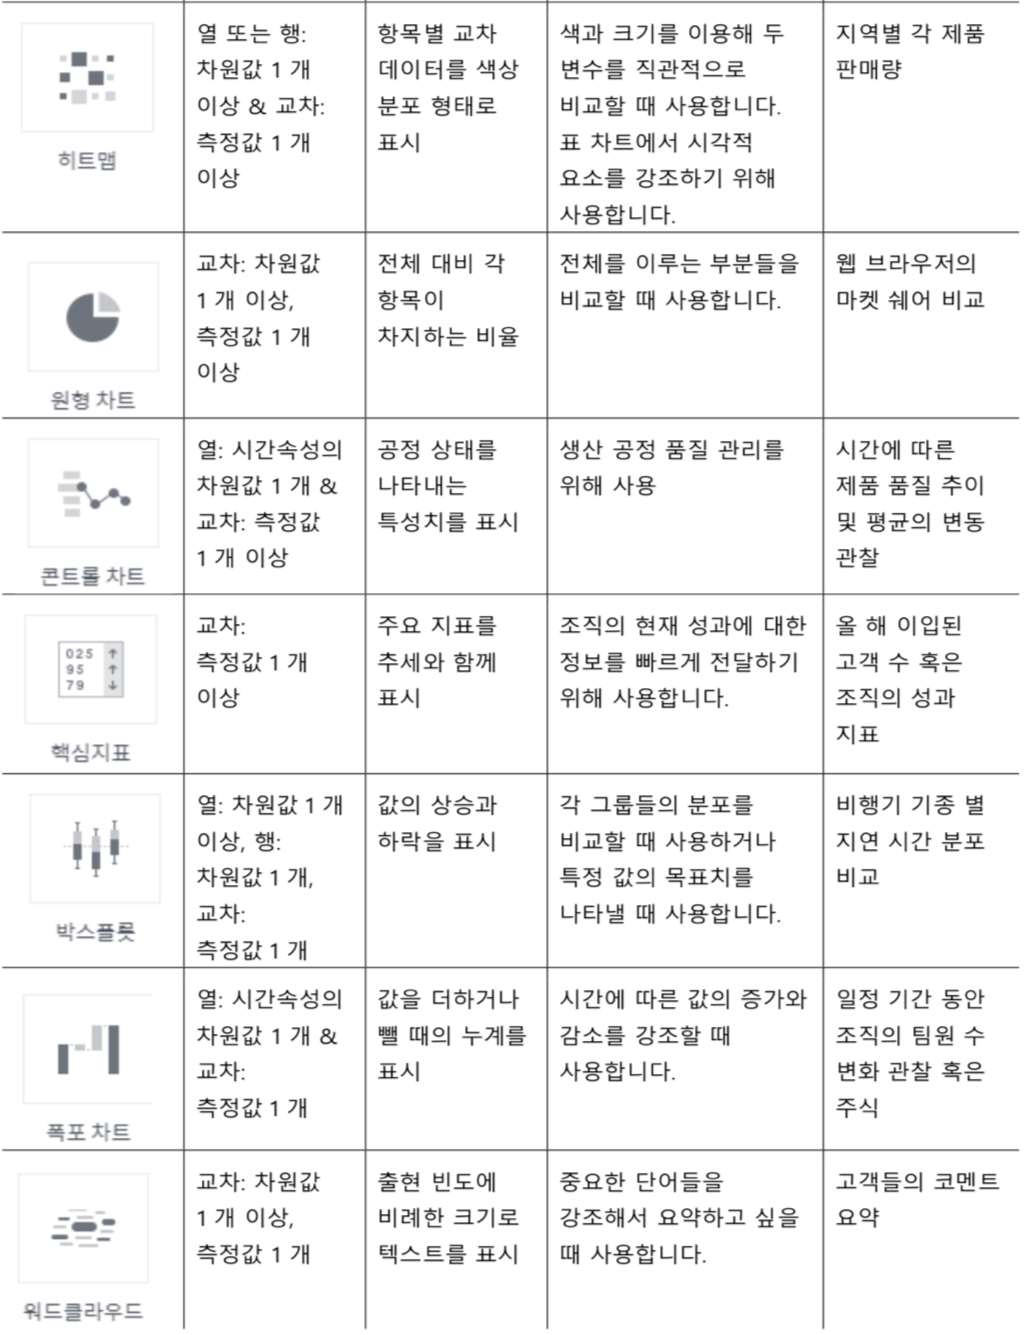 히트맵
열 또는 행:
차원값 1 개
이상 & 교차:
측정값 1 개
이상
항목별 교차
데이터를 색상
분포 형태로
표시
색과 크기를 이용해 두
변수를 직관적으로
비교할 때 사용합니다.
표 차트에서 시각적
요소를 강조하기 위해
사용합니다.
지역별 각 제품
판매량
원형 차트
교차: 차원값
1 개 이상,
측정값 1 개
이상
전체 대비 각
항목이
차지하는 비율
전체를 이루는 부분들을
비교할 때 사용합니다.
웹 브라우저의
마켓 쉐어 비교
콘트롤 차트
열: 시간속성의
차원값 1 개 &
교차: 측정값
1 개 이상
공정 상태를
나타내는
특성치를 표시
생산 공정 품질 관리를
위해 사용
시간에 따른
제품 품질 추이
및 평균의 변동
관찰
025 ↑
95 ↑
79 ↓
핵심지표
교차:
측정값 1 개
이상
주요 지표를
추세와 함께
표시
조직의 현재 성과에 대한
정보를 빠르게 전달하기
위해 사용합니다.
올 해 이입된
고객 수 혹은
조직의 성과
지표
박스플롯
열: 차원값 1 개
이상, 행:
차원값 1 개,
교차:
측정값 1 개
값의 상승과
하락을 표시
각 그룹들의 분포를
비교할 때 사용하거나
특정 값의 목표치를
나타낼 때 사용합니다.
비행기 기종 별
지연 시간 분포
비교
폭포 차트
열: 시간속성의
차원값 1 개 &
교차:
측정값 1 개
값을 더하거나
뺄 때의 누계를
표시
시간에 따른 값의 증가와
감소를 강조할 때
사용합니다.
일정 기간 동안
조직의 팀원 수
변화 관찰 혹은
주식
워드클라우드
교차: 차원값
1 개 이상,
측정값 1 개
출현 빈도에
비례한 크기로
텍스트를 표시
중요한 단어들을
강조해서 요약하고 싶을
때 사용합니다.
고객들의 코멘트
요약